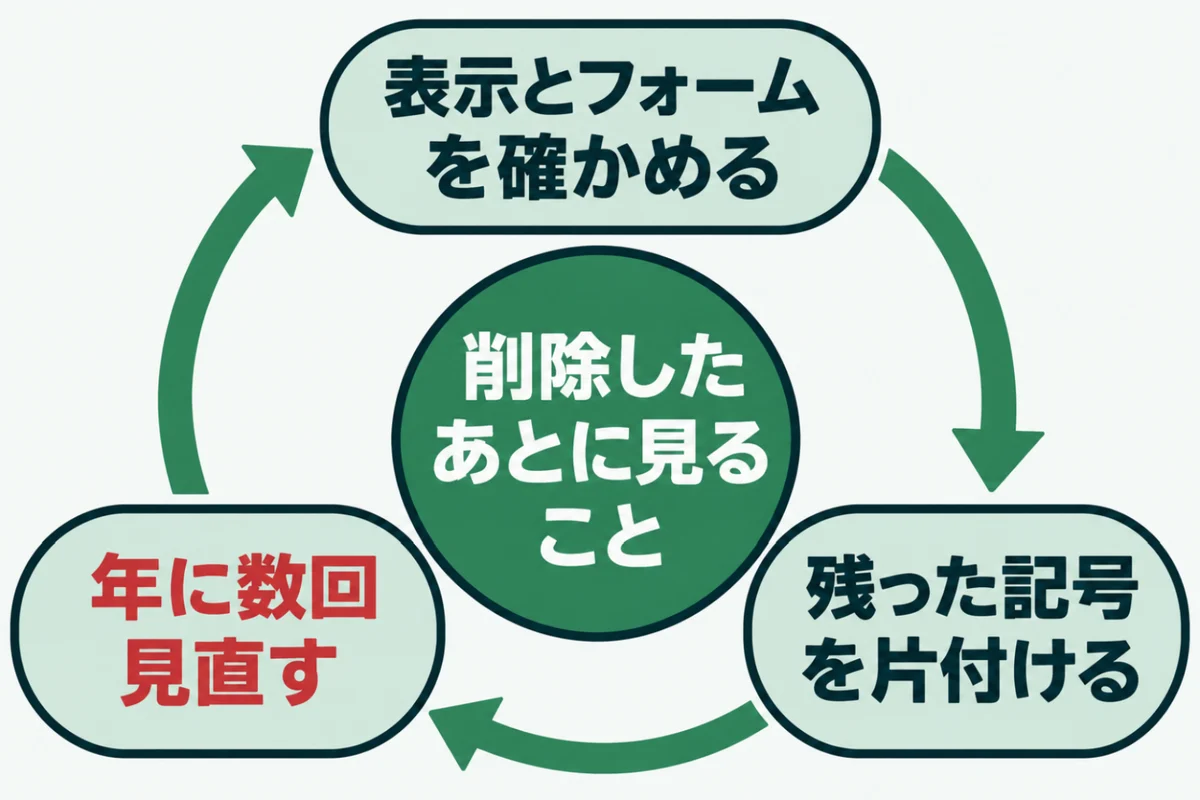 表示とフォーム
を確かめる
削除した
あとに見る
こと
年に数回
見直す
残った記号
を片付ける